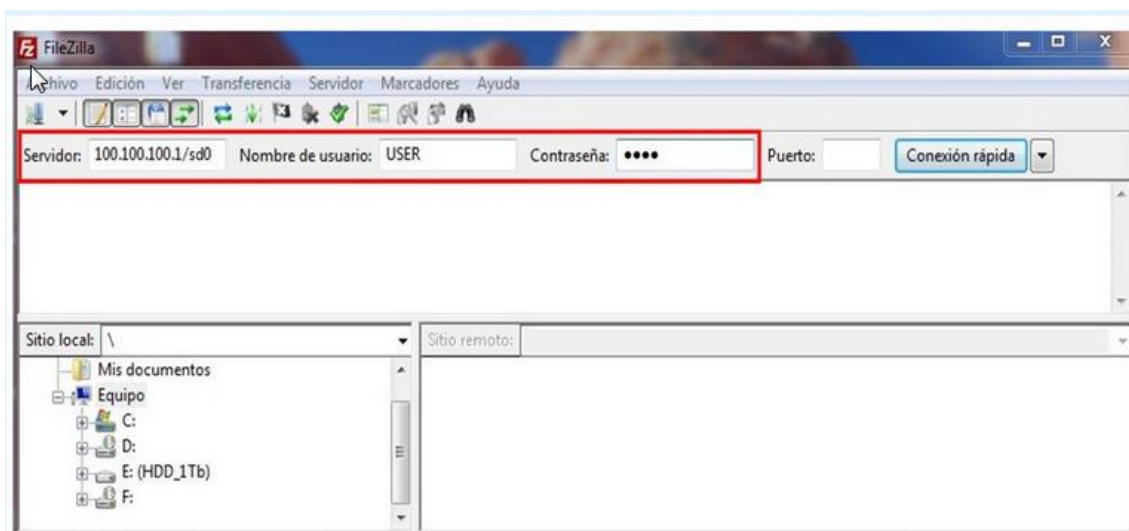 FileZilla
Archivo Edición Ver Transferencia Servidor Marcadores Ayuda
Servidor: 100.100.100.1/sd0 Nombre de usuario: USER Contraseña: •••• Puerto: Conexión rápida
Sitio local: \ Sitio remoto:
Mis documentos
Equipo
C:
D:
E: (HDD_1Tb)
F: